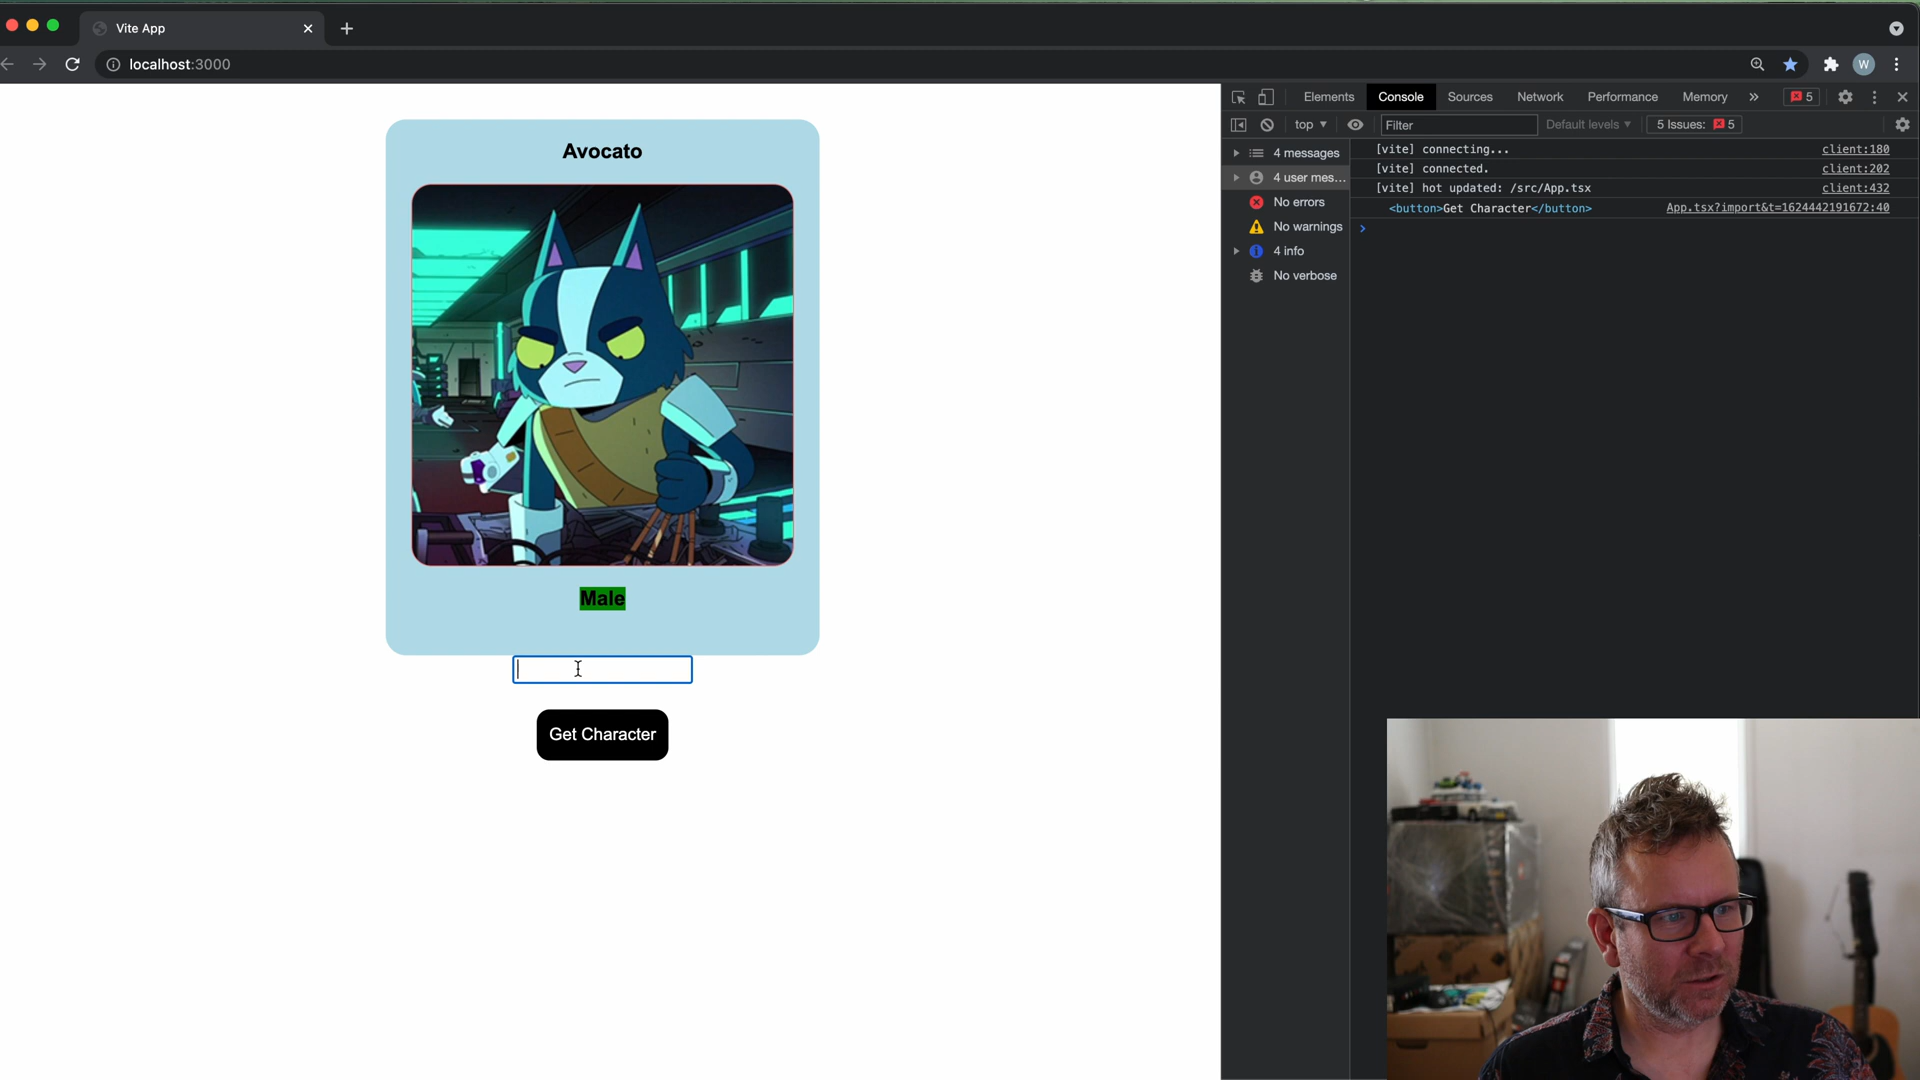 Vite App
localhost:3000
W
Elements Console Sources Network Performance Memory » 5
top Filter Default levels 5 Issues: 5
4 messages
4 user mes...
No errors
No warnings
4 info
No verbose
[vite] connecting... client:180
[vite] connected. client:202
[vite] hot updated: /src/App.tsx client:432
<button>Get Character</button> App.tsx?import&t=1624442191672:40
Avocato
Male
Get Character